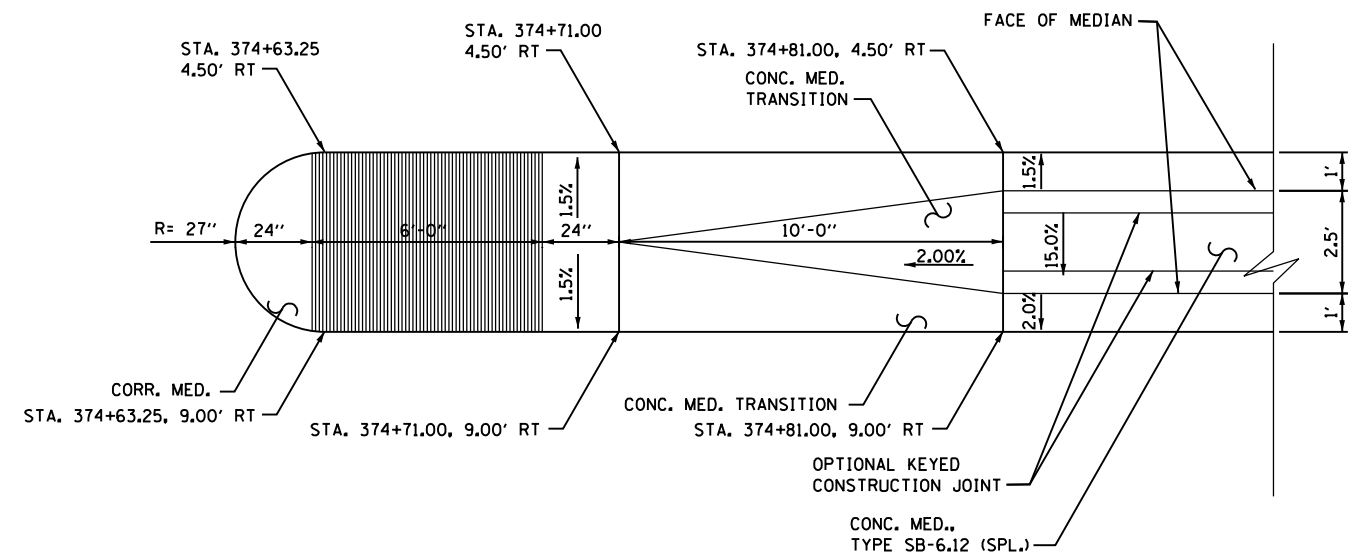 FACE OF MEDIAN
STA. 374+71.00
4.50' RT
STA. 374+63.25
4.50' RT
STA. 374+81.00, 4.50' RT
CONC. MED.
TRANSITION
1.5%
1.5%
1'
R= 27''
24''
6'-0''
24''
10'-0''
2.00%
15.0%
2.5'
1.5%
2.0%
1'
CORR. MED.
STA. 374+63.25, 9.00' RT
STA. 374+71.00, 9.00' RT
CONC. MED. TRANSITION
STA. 374+81.00, 9.00' RT
OPTIONAL KEYED
CONSTRUCTION JOINT
CONC. MED.,
TYPE SB-6.12 (SPL.)